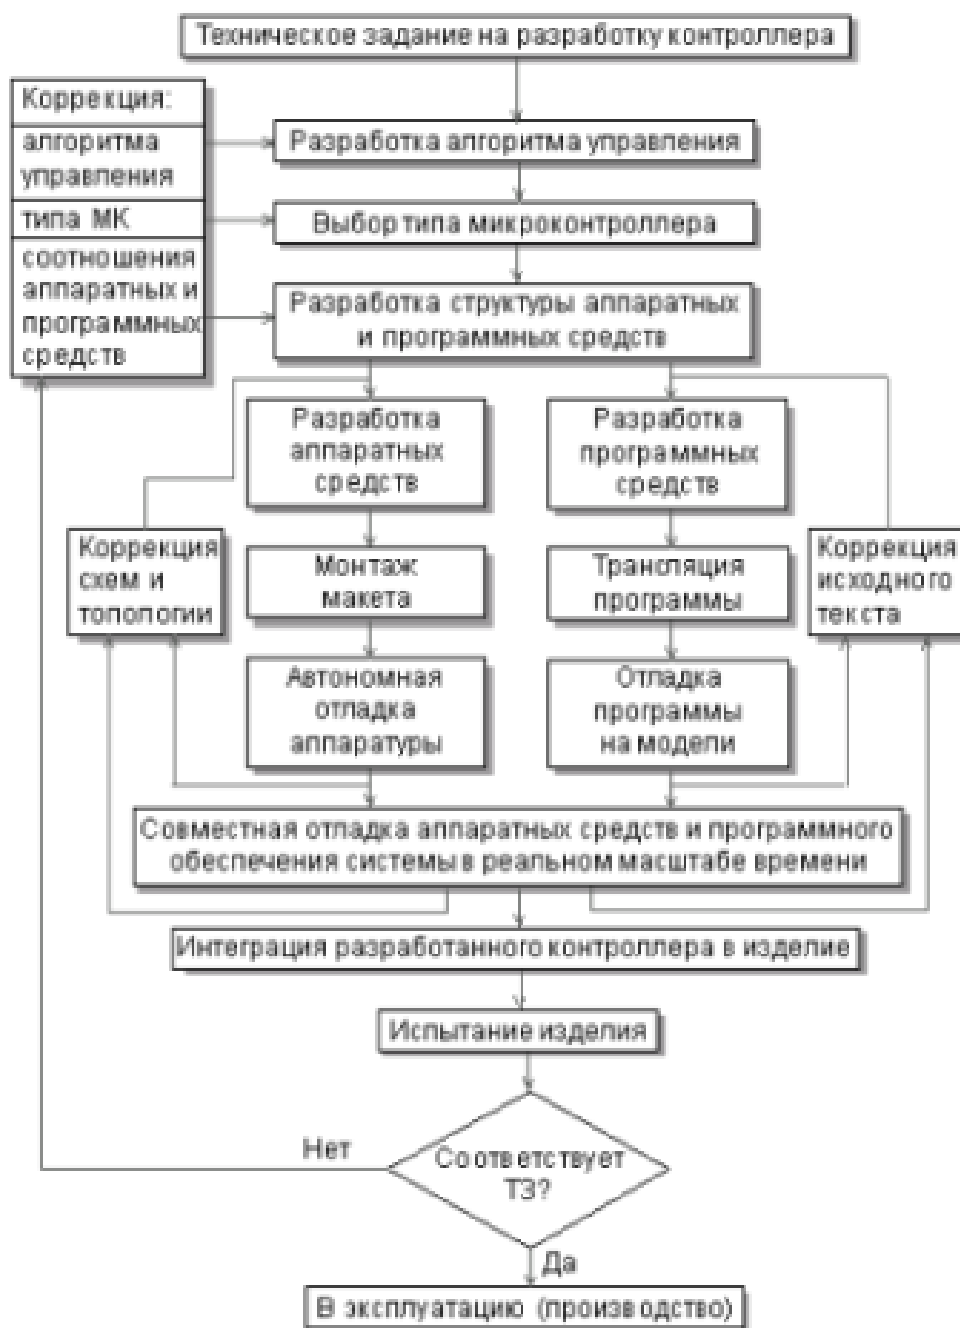 Техническое задание на разработку контроллера
Коррекция:
алгоритма
управления
типа МК
соотношения
аппаратных и
программных
средств
Разработка алгоритма управления
Выбор типа микроконтроллера
Разработка структуры аппаратных
и программных средств
Разработка
аппаратных
средств
Разработка
программных
средств
Коррекция
схем и
топологии
Монтаж
макета
Трансляция
программы
Коррекция
исходного
текста
Автономная
отладка
аппаратуры
Отладка
программы
на модели
Совместная отладка аппаратных средств и программного
обеспечения системы в реальном масштабе времени
Интеграция разработанного контроллера в изделие
Испытание изделия
Нет
Соответствует
ТЗ?
Да
В эксплуатацию (производство)